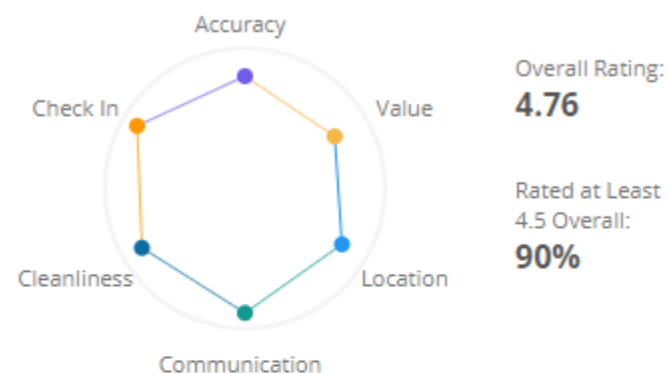 Accuracy
Check In
Value
Cleanliness
Location
Communication
Overall Rating:
4.76
Rated at Least
4.5 Overall:
90%